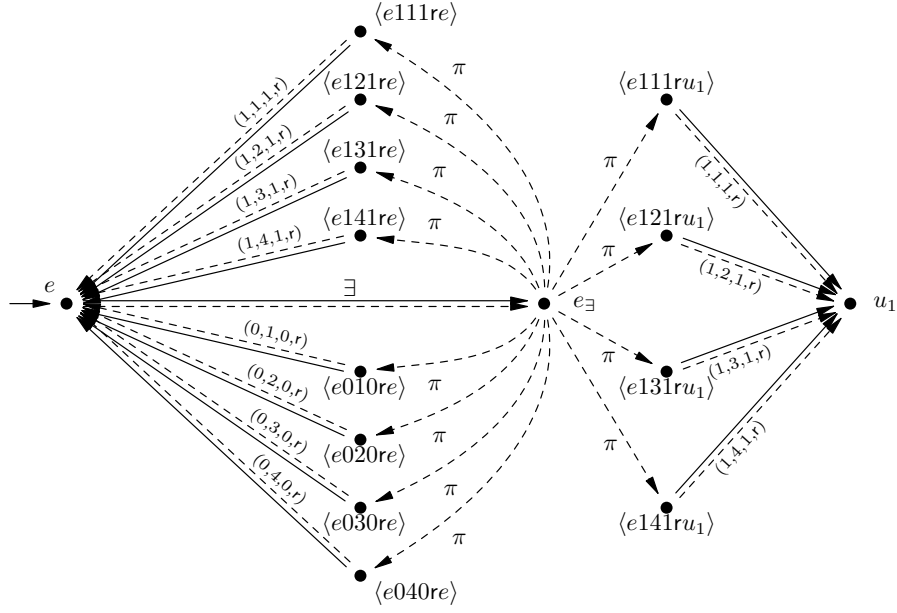 ⟨e111re⟩
π
⟨e121re⟩
⟨e111ru₁⟩
(1,1,1,r)
π
(1,2,1,r)
⟨e131re⟩
π
π
(1,1,1,r)
(1,3,1,r)
⟨e141re⟩
π
⟨e121ru₁⟩
(1,4,1,r)
π
(1,2,1,r)
e
∃
e∃
u₁
(0,1,0,r)
π
(1,3,1,r)
⟨e010re⟩
π
⟨e131ru₁⟩
(0,2,0,r)
(0,3,0,r)
⟨e020re⟩
π
π
(1,4,1,r)
(0,4,0,r)
π
⟨e030re⟩
⟨e141ru₁⟩
π
⟨e040re⟩